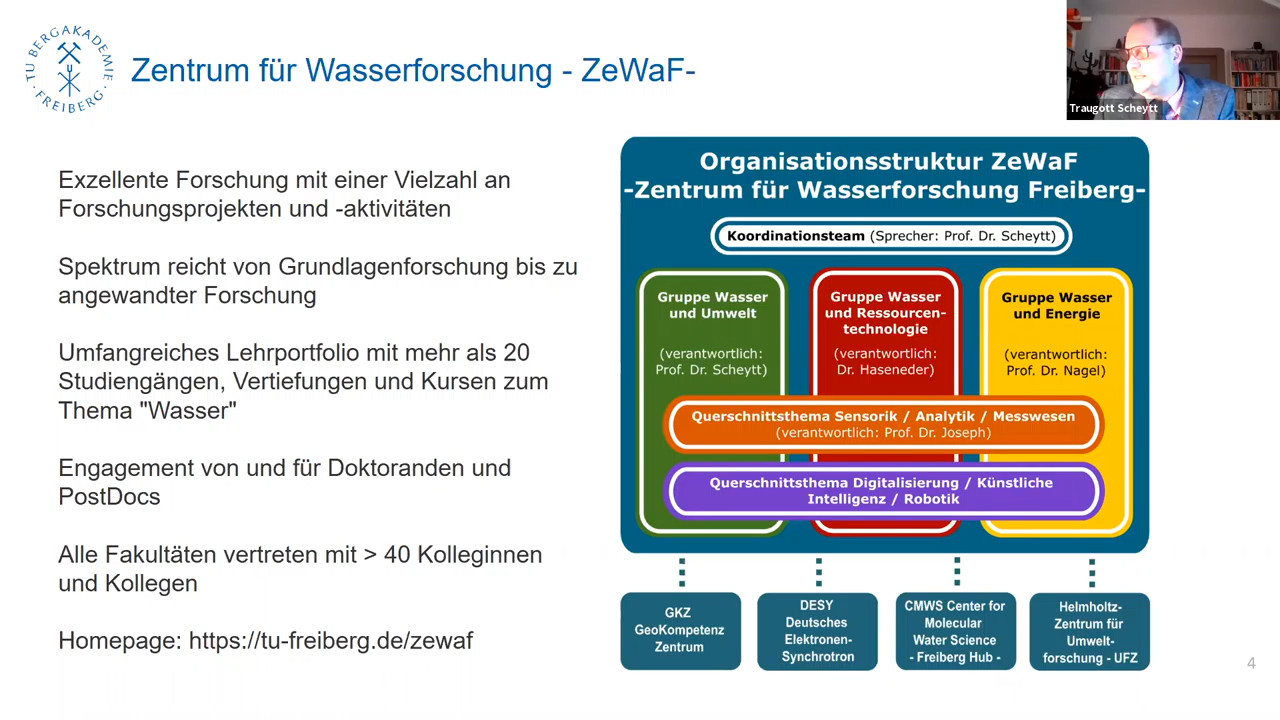 TU BERGAKADEMIE
FREIBERG
Zentrum für Wasserforschung - ZeWaF-
Traugott Scheytt
Exzellente Forschung mit einer Vielzahl an
Forschungsprojekten und -aktivitäten
Spektrum reicht von Grundlagenforschung bis zu
angewandter Forschung
Umfangreiches Lehrportfolio mit mehr als 20
Studiengängen, Vertiefungen und Kursen zum
Thema "Wasser"
Engagement von und für Doktoranden und
PostDocs
Alle Fakultäten vertreten mit > 40 Kolleginnen
und Kollegen
Homepage: https://tu-freiberg.de/zewaf
Organisationsstruktur ZeWaF
-Zentrum für Wasserforschung Freiberg-
Koordinationsteam (Sprecher: Prof. Dr. Scheytt)
Gruppe Wasser
und Umwelt
(verantwortlich:
Prof. Dr. Scheytt)
Gruppe Wasser
und Ressourcen-
technologie
(verantwortlich:
Dr. Haseneder)
Gruppe Wasser
und Energie
(verantwortlich:
Prof. Dr. Nagel)
Querschnittsthema Sensorik / Analytik / Messwesen
(verantwortlich: Prof. Dr. Joseph)
Querschnittsthema Digitalisierung / Künstliche
Intelligenz / Robotik
GKZ
GeoKompetenz
Zentrum
DESY
Deutsches
Elektronen-
Synchrotron
CMWS Center for
Molecular
Water Science
- Freiberg Hub -
Helmholtz-
Zentrum für
Umwelt-
forschung - UFZ
4